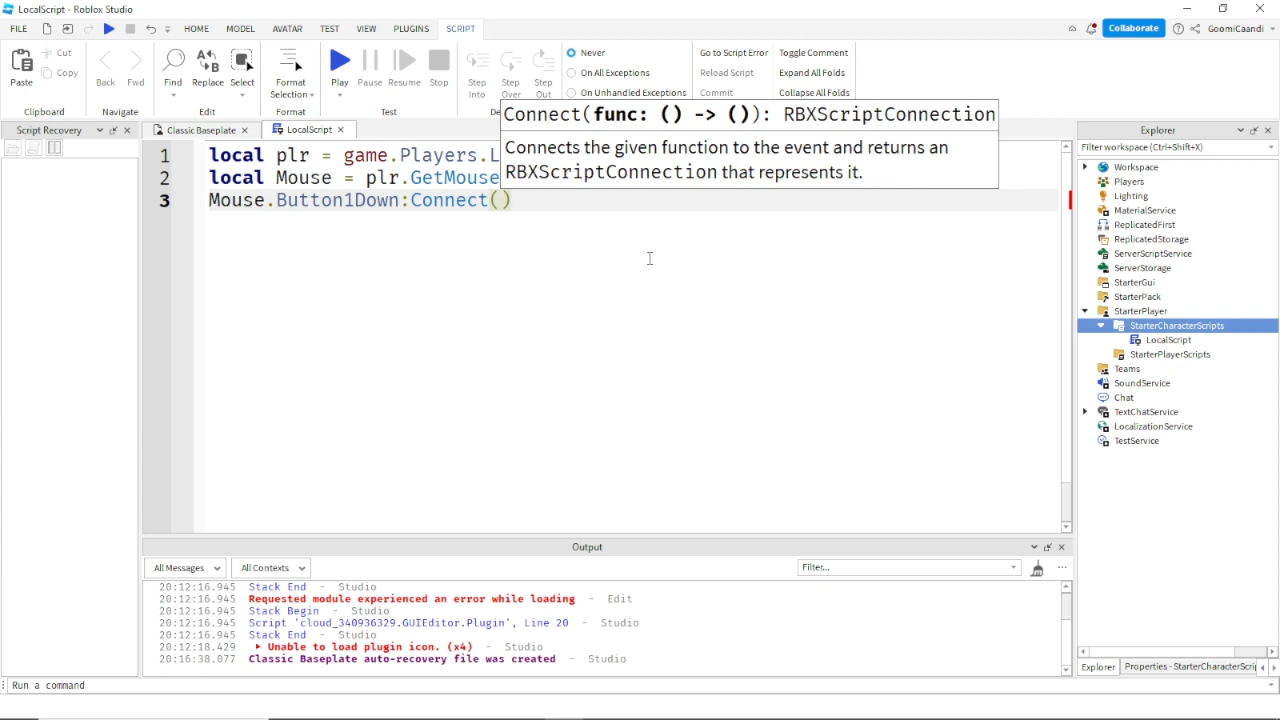 LocalScript - Roblox Studio
FILE HOME MODEL AVATAR TEST VIEW PLUGINS SCRIPT Collaborate GoomiCaandi
Paste Cut Copy Back Fwd Find Replace Select Format Selection Play Pause Resume Stop Step Into Step Over Step Out
Never Go to Script Error Toggle Comment
On All Exceptions Reload Script Expand All Folds
On Unhandled Exceptions Commit Collapse All Folds
Clipboard Navigate Edit Format Test De
Script Recovery Classic Baseplate LocalScript
Connect(func: () -> ()): RBXScriptConnection
Connects the given function to the event and returns an
RBXScriptConnection that represents it.
1 local plr = game.Players.L
2 local Mouse = plr.GetMouse
3 Mouse.Button1Down:Connect()
Explorer
Filter workspace (Ctrl+Shift+X)
Workspace
Players
Lighting
MaterialService
ReplicatedFirst
ReplicatedStorage
ServerScriptService
ServerStorage
StarterGui
StarterPack
StarterPlayer
StarterCharacterScripts
LocalScript
StarterPlayerScripts
Teams
SoundService
Chat
TextChatService
LocalizationService
TestService
Output
All Messages All Contexts Filter...
20:12:16.945 Stack End - Studio
20:12:16.945 Requested module experienced an error while loading - Edit
20:12:16.945 Stack Begin - Studio
20:12:16.945 Script 'cloud_340936329.GUIEditor.Plugin', Line 20 - Studio
20:12:16.945 Stack End - Studio
20:12:18.429 Unable to load plugin icon. (x4) - Studio
20:16:38.077 Classic Baseplate auto-recovery file was created - Studio
Explorer Properties - StarterCharacterScrip
Run a command